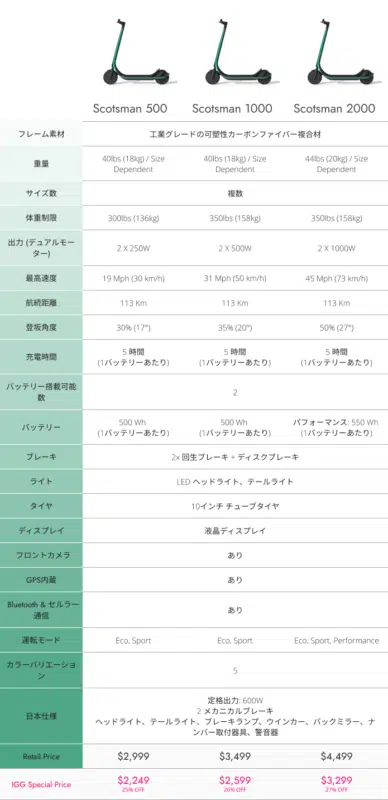 Scotsman 500 Scotsman 1000 Scotsman 2000
フレーム素材 工業グレードの可塑性カーボンファイバー複合材
重量 40lbs (18kg) / Size Dependent 40lbs (18kg) / Size Dependent 44lbs (20kg) / Size Dependent
サイズ数 複数
体重制限 300lbs (136kg) 350lbs (158kg) 350lbs (158kg)
出力 (デュアルモーター) 2 X 250W 2 X 500W 2 X 1000W
最高速度 19 Mph (30 km/h) 31 Mph (50 km/h) 45 Mph (73 km/h)
航続距離 113 Km 113 Km 113 Km
登坂角度 30% (17°) 35% (20°) 50% (27°)
充電時間 5 時間 (1バッテリーあたり) 5 時間 (1バッテリーあたり) 5 時間 (1バッテリーあたり)
バッテリー搭載可能数 2
バッテリー 500 Wh (1バッテリーあたり) 500 Wh (1バッテリーあたり) パフォーマンス: 550 Wh (1バッテリーあたり)
ブレーキ 2x 回生ブレーキ + ディスクブレーキ
ライト LED ヘッドライト、テールライト
タイヤ 10インチ チューブタイヤ
ディスプレイ 液晶ディスプレイ
フロントカメラ あり
GPS内蔵 あり
Bluetooth & セルラー通信 あり
運転モード Eco, Sport Eco, Sport Eco, Sport, Performance
カラーバリエーション 5
日本仕様 定格出力: 600W
2 メカニカルブレーキ
ヘッドライト、テールライト、ブレーキランプ、ウインカー、バックミラー、ナンバー取付器具、警音器
Retail Price $2,999 $3,499 $4,499
IGG Special Price $2,249 $2,599 $3,299
25% OFF 26% OFF 27% OFF